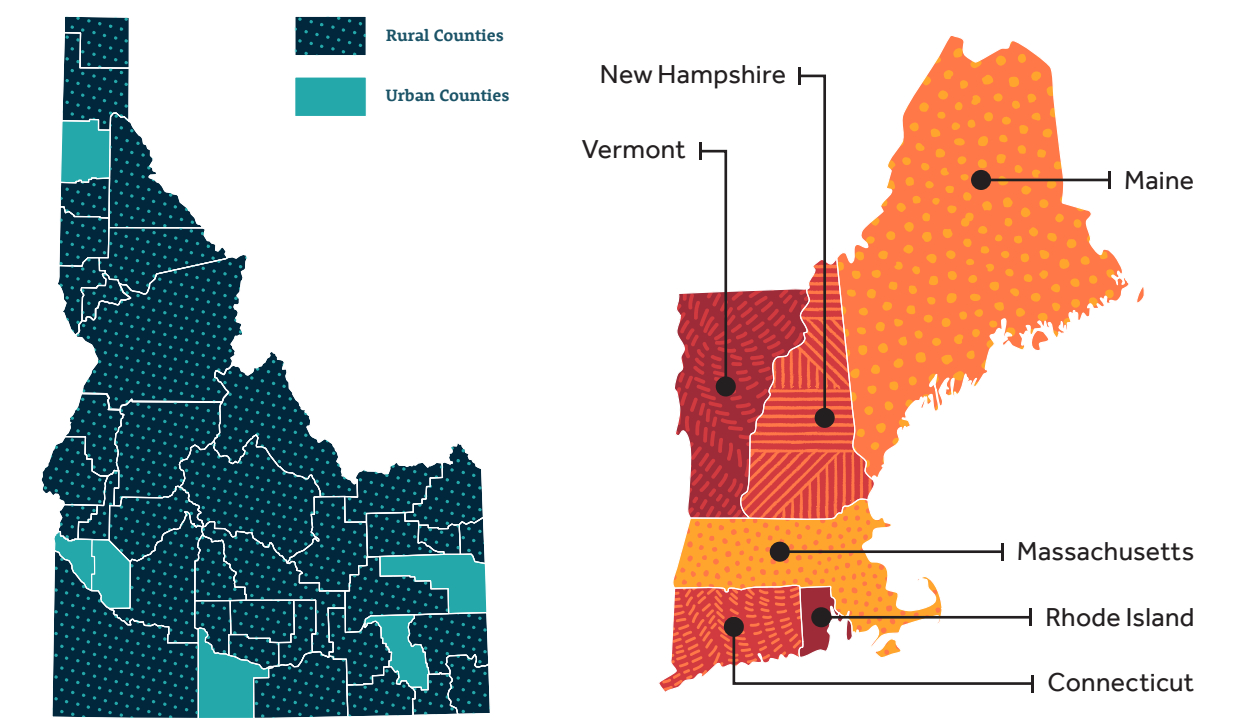 Rural Counties
Urban Counties
New Hampshire
Vermont
Maine
Massachusetts
Rhode Island
Connecticut